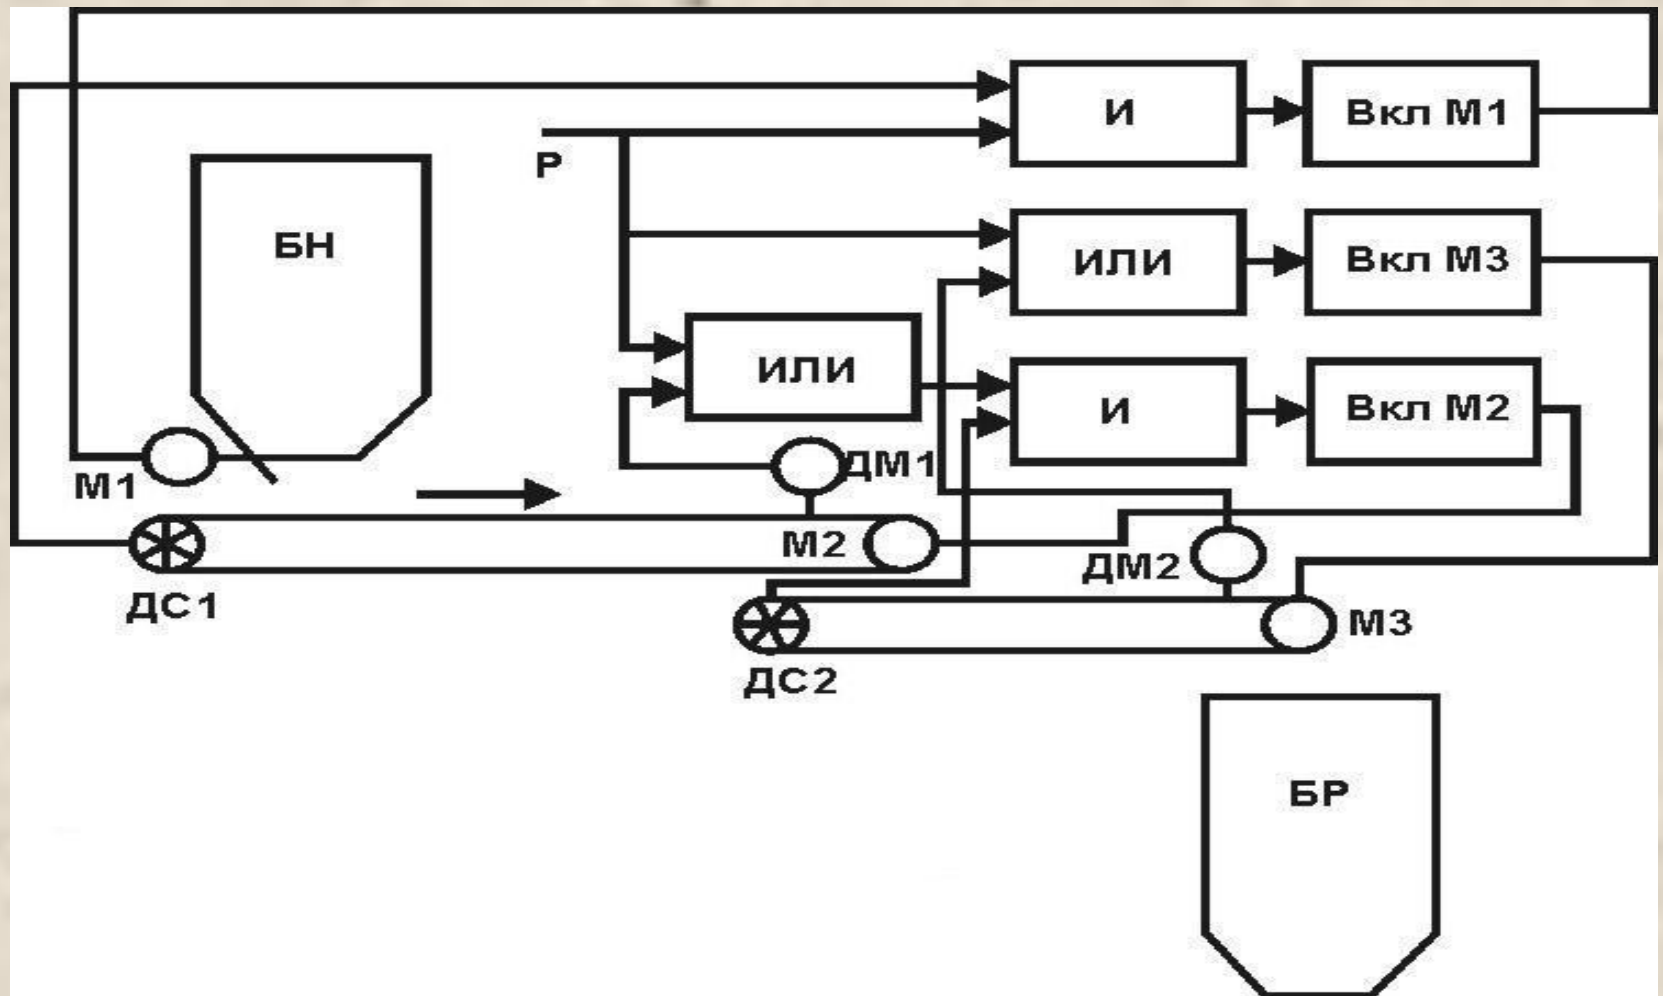 И
Вкл М1
Р
БН
ИЛИ
Вкл М3
ИЛИ
И
Вкл М2
М1
ДМ1
М2
ДМ2
ДС1
М3
ДС2
БР